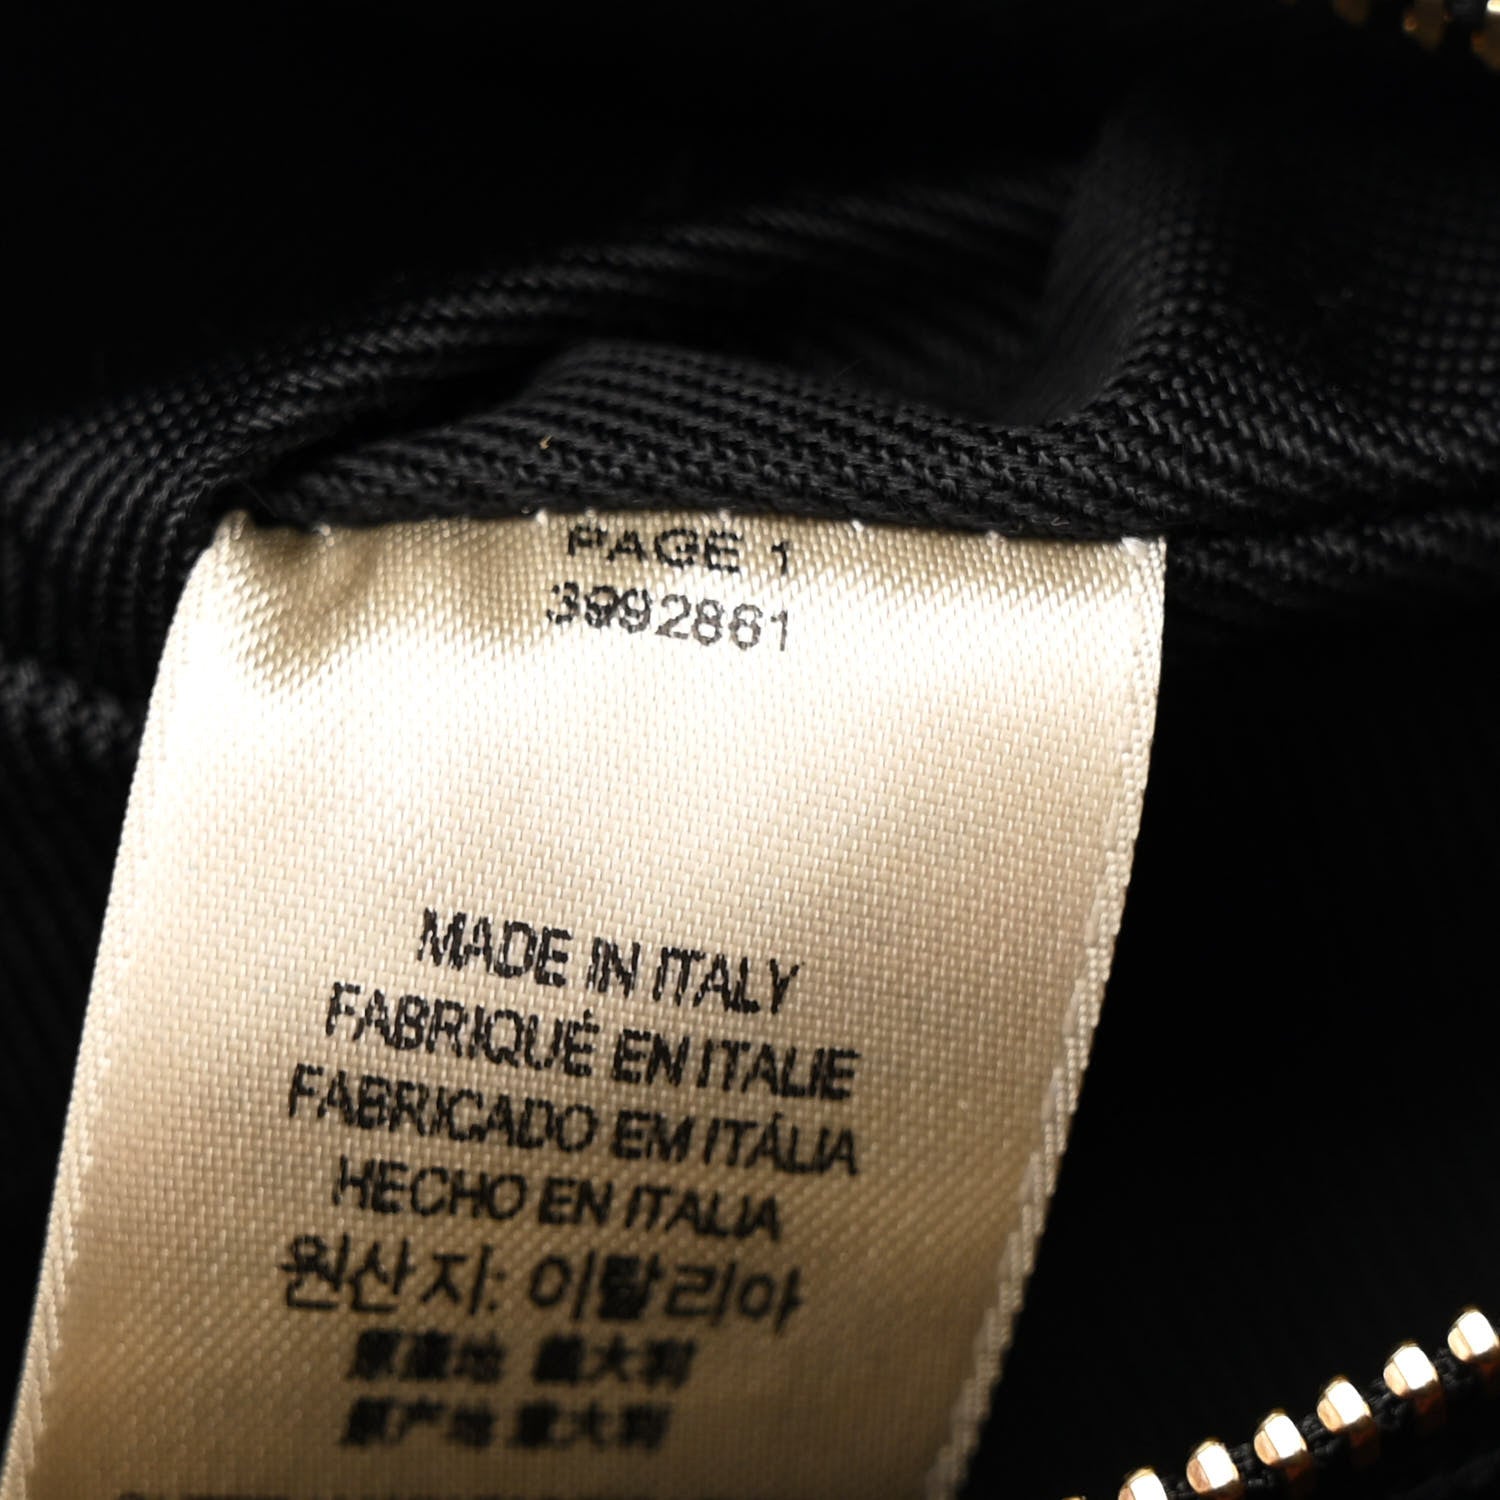 PAGE 1
3992861
MADE IN ITALY
FABRIQUÉ EN ITALIE
FABRICADO EM ITÁLIA
HECHO EN ITALIA
원산지: 이탈리아
原產地 義大利
原产地 意大利